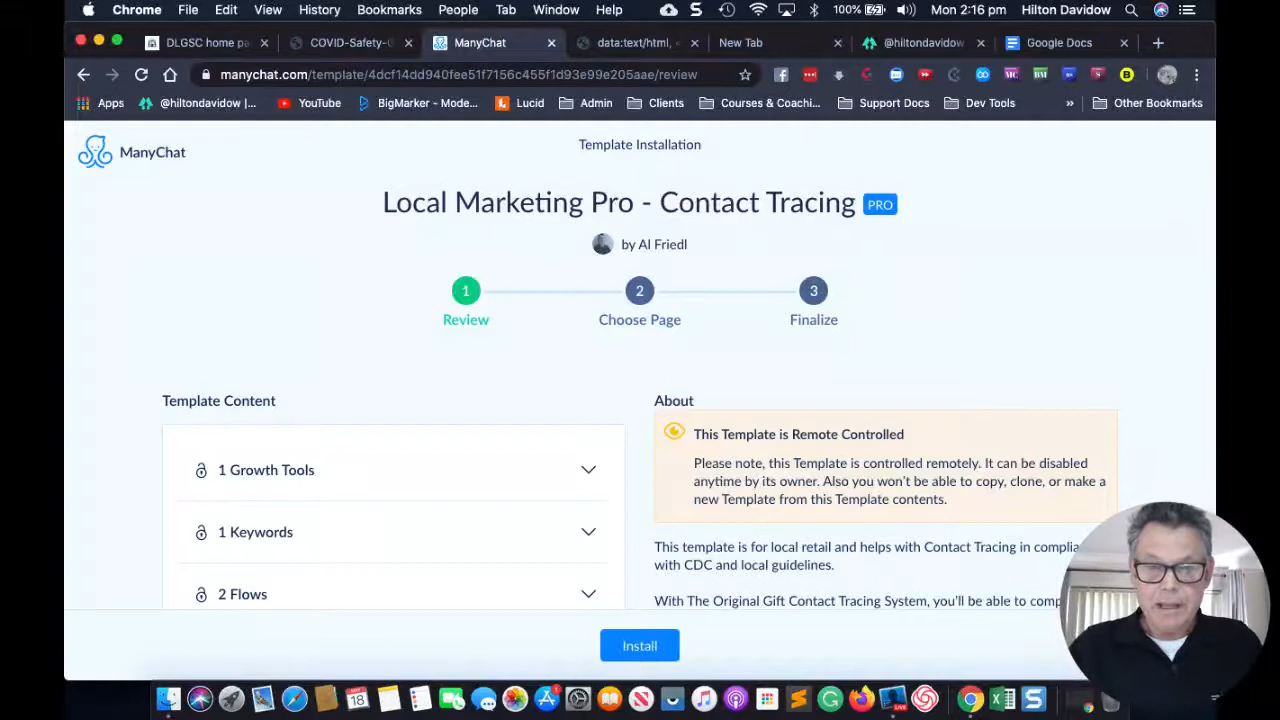 Chrome File Edit View History Bookmarks People Tab Window Help 100% Mon 2:16 pm Hilton Davidow
DLGSC home pa COVID-Safety-G ManyChat data:text/html, New Tab @hiltondavidow Google Docs
manychat.com/template/4dcf14dd940fee51f7156c455f1d93e99e205aae/review
Apps @hiltondavidow |... YouTube BigMarker - Mode... Lucid Admin Clients Courses & Coachi... Support Docs Dev Tools » Other Bookmarks
ManyChat
Template Installation
Local Marketing Pro - Contact Tracing PRO
by Al Friedl
1 2 3
Review Choose Page Finalize
Template Content
1 Growth Tools
1 Keywords
2 Flows
About
This Template is Remote Controlled
Please note, this Template is controlled remotely. It can be disabled
anytime by its owner. Also you won't be able to copy, clone, or make a
new Template from this Template contents.
This template is for local retail and helps with Contact Tracing in complia
with CDC and local guidelines.
With The Original Gift Contact Tracing System, you'll be able to comp
Install